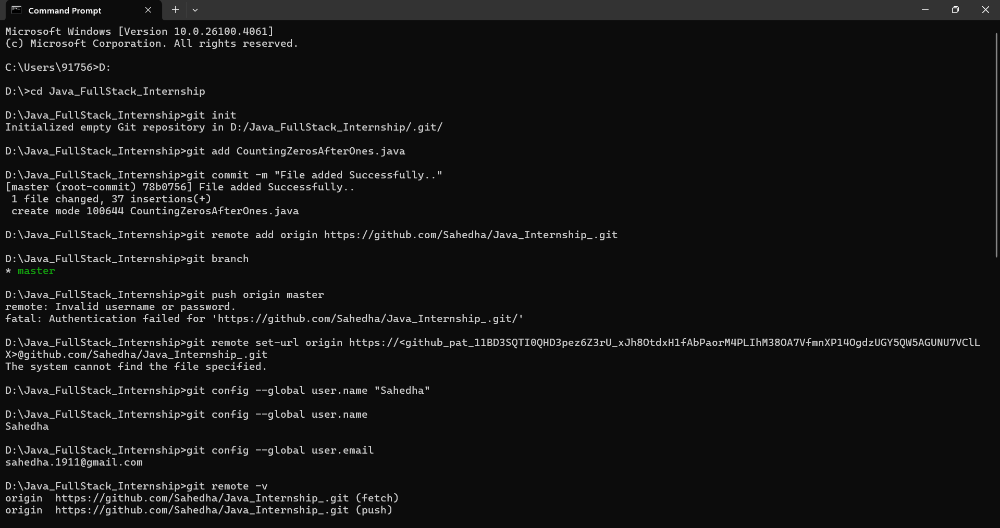 Command Prompt
Microsoft Windows [Version 10.0.26100.4061]
(c) Microsoft Corporation. All rights reserved.
C:\Users\91756>D:
D:\>cd Java_FullStack_Internship
D:\Java_FullStack_Internship>git init
Initialized empty Git repository in D:/Java_FullStack_Internship/.git/
D:\Java_FullStack_Internship>git add CountingZerosAfterOnes.java
D:\Java_FullStack_Internship>git commit -m "File added Successfully.."
[master (root-commit) 78b0756] File added Successfully..
1 file changed, 37 insertions(+)
create mode 100644 CountingZerosAfterOnes.java
D:\Java_FullStack_Internship>git remote add origin https://github.com/Sahedha/Java_Internship_.git
D:\Java_FullStack_Internship>git branch
* master
D:\Java_FullStack_Internship>git push origin master
remote: Invalid username or password.
fatal: Authentication failed for 'https://github.com/Sahedha/Java_Internship_.git/'
D:\Java_FullStack_Internship>git remote set-url origin https://<
>@github.com/Sahedha/Java_Internship_.git
The system cannot find the file specified.
D:\Java_FullStack_Internship>git config --global user.name "Sahedha"
D:\Java_FullStack_Internship>git config --global user.name
Sahedha
D:\Java_FullStack_Internship>git config --global user.email
sahedha.1911@gmail.com
D:\Java_FullStack_Internship>git remote -v
origin  https://github.com/Sahedha/Java_Internship_.git (fetch)
origin  https://github.com/Sahedha/Java_Internship_.git (push)